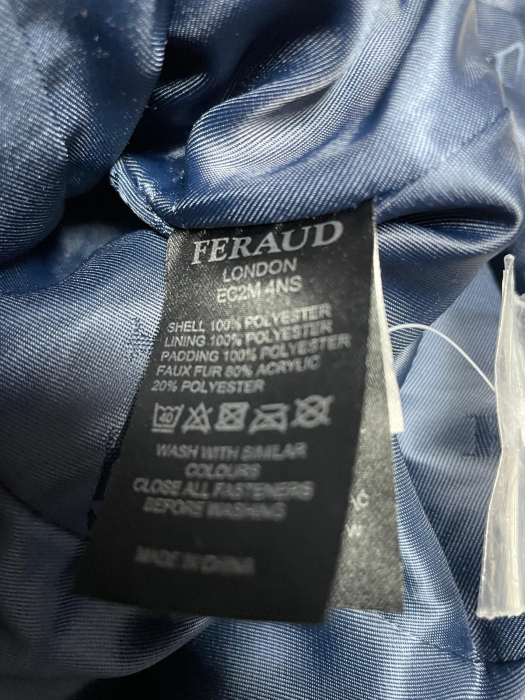 FERAUD
LONDON
EC2M 4NS
SHELL 100% POLYESTER
LINING 100% POLYESTER
PADDING 100% POLYESTER
FAUX FUR 80% ACRYLIC
20% POLYESTER
WASH WITH SIMILAR
COLOURS
CLOSE ALL FASTENERS
BEFORE WASHING
MADE IN CHINA